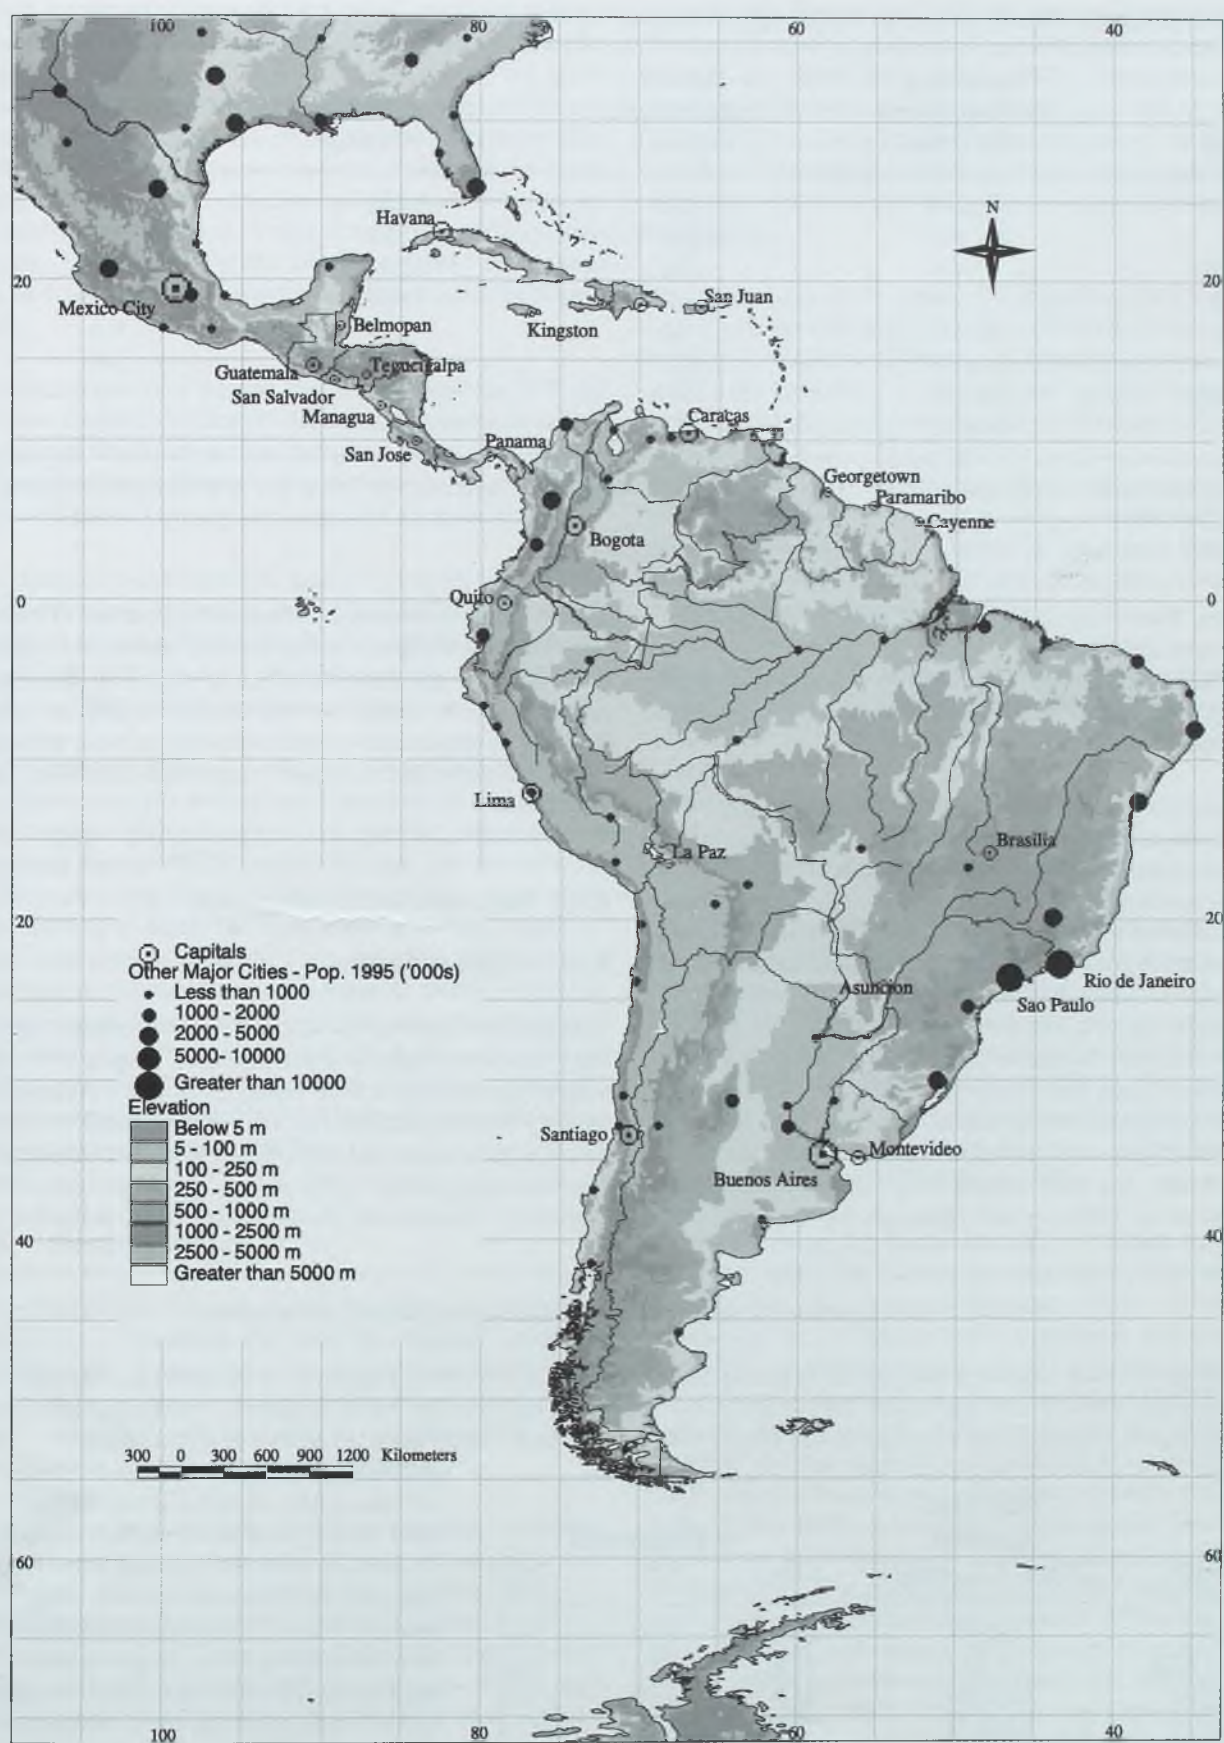 100 80 60 40
N
Havana
20 20
San Juan
Mexico City
Kingston
Belmopan
Guatemala
Tegucigalpa
San Salvador
Managua
Caracas
San Jose
Panama
Georgetown
Paramaribo
Cayenne
Bogota
Quito
0 0
Lima
Brasilia
La Paz
20 20
Capitals
Other Major Cities - Pop. 1995 ('000s)
Less than 1000
1000 - 2000
2000 - 5000
5000- 10000
Greater than 10000
Rio de Janeiro
Asuncion
Sao Paulo
Elevation
Below 5 m
5 - 100 m
100 - 250 m
250 - 500 m
500 - 1000 m
1000 - 2500 m
2500 - 5000 m
Greater than 5000 m
Santiago
Montevideo
Buenos Aires
40 40
300 0 300 600 900 1200 Kilometers
60 60
100 80 60 40